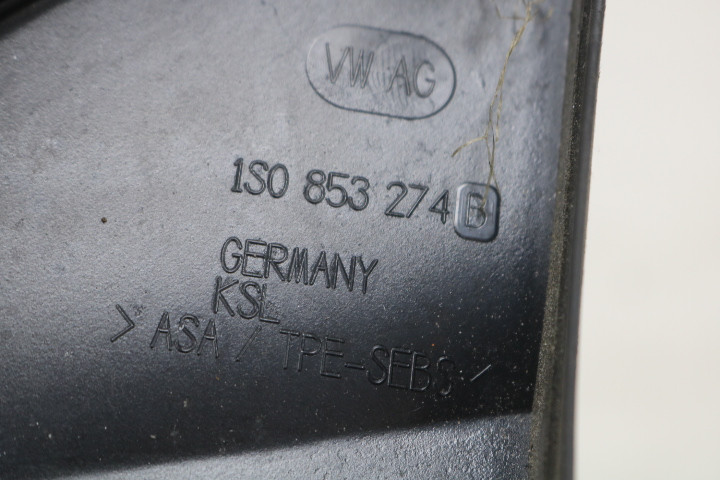 VW AG
1S0 853 274 B
GERMANY
KSL
> ASA / TPE-SEBS <